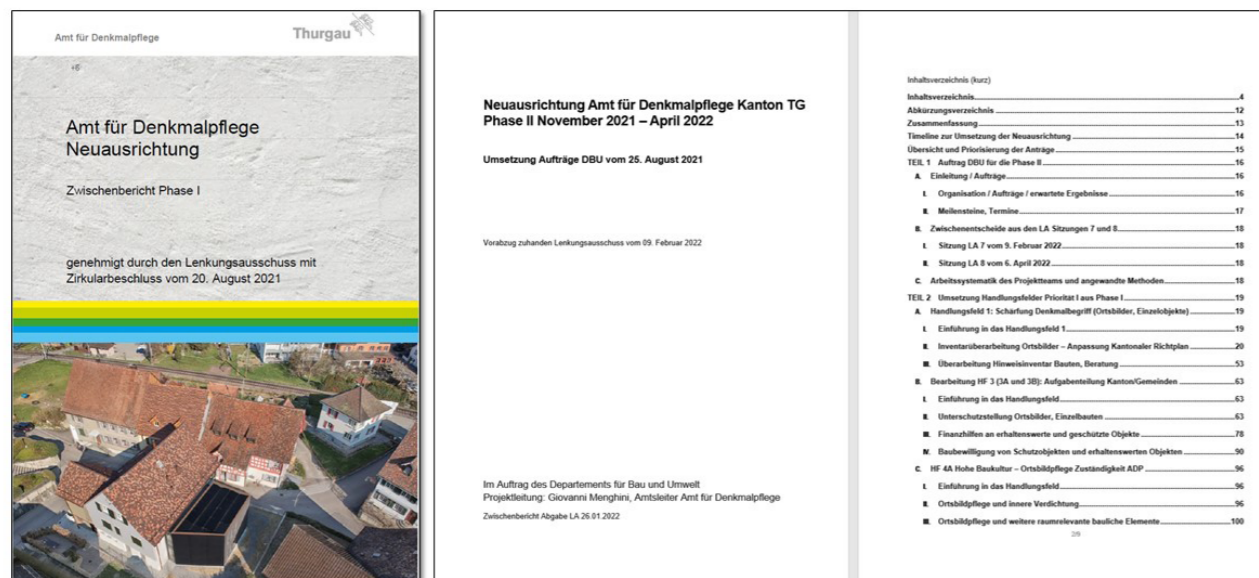 Amt für Denkmalpflege
Thurgau
Amt für Denkmalpflege
Neuausrichtung
Zwischenbericht Phase I
genehmigt durch den Lenkungsausschuss mit
Zirkularbeschluss vom 20. August 2021
Neuausrichtung Amt für Denkmalpflege Kanton TG
Phase II November 2021 – April 2022
Umsetzung Aufträge DBU vom 25. August 2021
Vorabzug zuhanden Lenkungsausschuss vom 09. Februar 2022
Im Auftrag des Departements für Bau und Umwelt
Projektleitung: Giovanni Menghini, Amtsleiter Amt für Denkmalpflege
Zwischenbericht Abgabe LA 26.01.2022
Inhaltsverzeichnis (kurz)
Inhaltsverzeichnis 4
Abkürzungsverzeichnis 12
Zusammenfassung 13
Timeline zur Umsetzung der Neuausrichtung 14
Übersicht und Priorisierung der Anträge 15
TEIL 1 Auftrag DBU für die Phase II 16
A. Einleitung / Aufträge 16
I. Organisation / Aufträge / erwartete Ergebnisse 16
II. Meilensteine, Termine 17
B. Zwischenentscheide aus den LA Sitzungen 7 und 8 18
I. Sitzung LA 7 vom 9. Februar 2022 18
II. Sitzung LA 8 vom 6. April 2022 18
C. Arbeitssystematik des Projektteams und angewandte Methoden 18
TEIL 2 Umsetzung Handlungsfelder Priorität I aus Phase I 19
A. Handlungsfeld 1: Schärfung Denkmalbegriff (Ortsbilder, Einzelobjekte) 19
I. Einführung in das Handlungsfeld 1 19
II. Inventarüberarbeitung Ortsbilder – Anpassung Kantonaler Richtplan 20
III. Überarbeitung Hinweisinventar Bauten, Beratung 53
B. Bearbeitung HF 3 (3A und 3B): Aufgabenteilung Kanton/Gemeinden 63
I. Einführung in das Handlungsfeld 63
II. Unterschutzstellung Ortsbilder, Einzelbauten 63
III. Finanzhilfen an erhaltenswerte und geschützte Objekte 78
IV. Baubewilligung von Schutzobjekten und erhaltenswerten Objekten 90
C. HF 4A Hohe Baukultur – Ortsbildpflege Zuständigkeit ADP 96
I. Einführung in das Handlungsfeld 96
II. Ortsbildpflege und innere Verdichtung 96
III. Ortsbildpflege und weitere raumrelevante bauliche Elemente 100